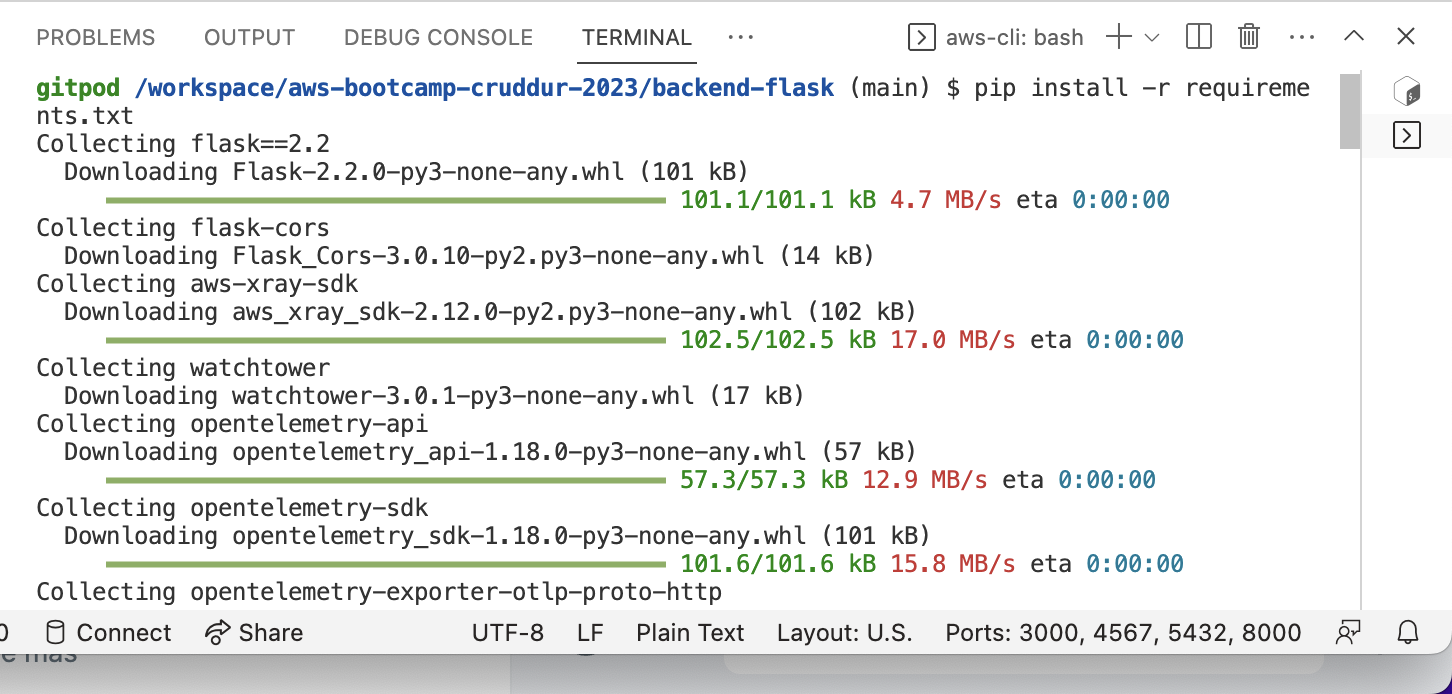 PROBLEMS OUTPUT DEBUG CONSOLE TERMINAL ··· aws-cli: bash
gitpod /workspace/aws-bootcamp-cruddur-2023/backend-flask (main) $ pip install -r requireme
nts.txt
Collecting flask==2.2
Downloading Flask-2.2.0-py3-none-any.whl (101 kB)
101.1/101.1 kB 4.7 MB/s eta 0:00:00
Collecting flask-cors
Downloading Flask_Cors-3.0.10-py2.py3-none-any.whl (14 kB)
Collecting aws-xray-sdk
Downloading aws_xray_sdk-2.12.0-py2.py3-none-any.whl (102 kB)
102.5/102.5 kB 17.0 MB/s eta 0:00:00
Collecting watchtower
Downloading watchtower-3.0.1-py3-none-any.whl (17 kB)
Collecting opentelemetry-api
Downloading opentelemetry_api-1.18.0-py3-none-any.whl (57 kB)
57.3/57.3 kB 12.9 MB/s eta 0:00:00
Collecting opentelemetry-sdk
Downloading opentelemetry_sdk-1.18.0-py3-none-any.whl (101 kB)
101.6/101.6 kB 15.8 MB/s eta 0:00:00
Collecting opentelemetry-exporter-otlp-proto-http
0 Connect Share UTF-8 LF Plain Text Layout: U.S. Ports: 3000, 4567, 5432, 8000